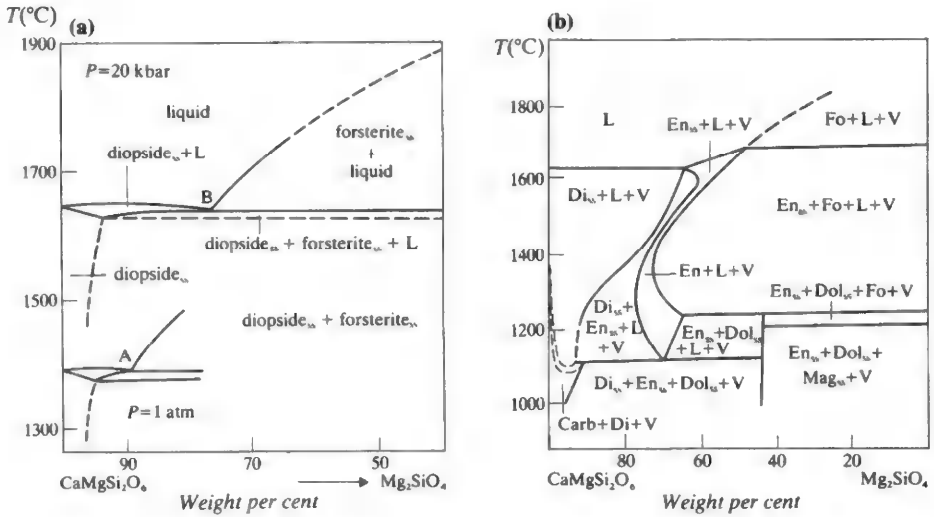 T(°C)
(a)
1900
P=20 kbar
liquid
diopside_ss+L
forsterite_ss
+
liquid
1700
B
diopside_ss + forsterite_ss + L
diopside_ss
1500
diopside_ss + forsterite_ss
A
P=1 atm
1300
90
70
50
CaMgSi₂O₆
Mg₂SiO₄
Weight per cent
(b)
T(°C)
1800
L
En_ss+L+V
Fo+L+V
1600
Di_ss+L+V
En_ss+Fo+L+V
1400
En+L+V
En_ss+Dol_ss+Fo+V
Di_ss+
En_ss+L
+V
1200
En_ss+Dol_ss
+L+V
En_ss+Dol_ss+
Mag_ss+V
Di_ss+En_ss+Dol_ss+V
1000
Carb+Di+V
80
60
40
20
0
CaMgSi₂O₆
Mg₂SiO₄
Weight per cent